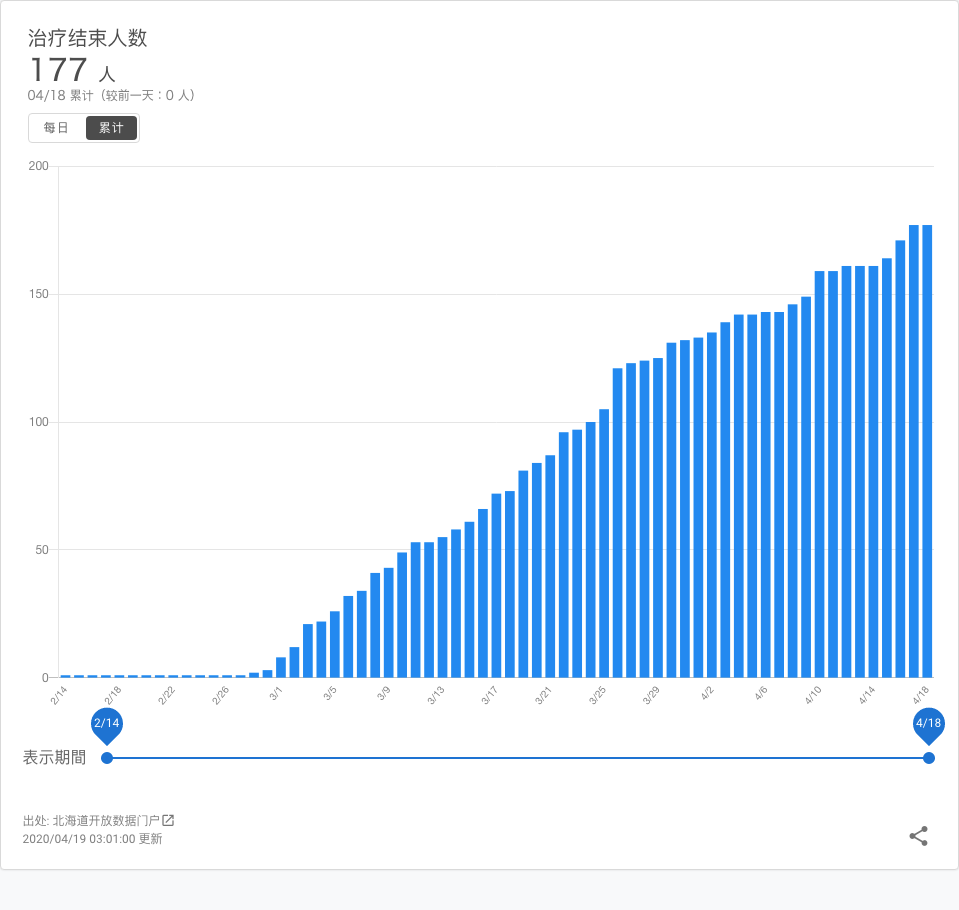 治疗结束人数
177 人
04/18 累计（较前一天：0 人）
每日 累计
200
150
100
50
0
2/14 2/18 2/22 2/26 3/1 3/5 3/9 3/13 3/17 3/21 3/25 3/29 4/2 4/6 4/10 4/14 4/18
2/14 4/18
表示期間
出处: 北海道开放数据门户
2020/04/19 03:01:00 更新